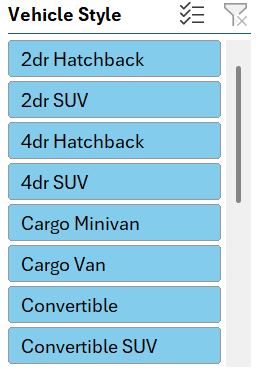 Vehicle Style
2dr Hatchback
2dr SUV
4dr Hatchback
4dr SUV
Cargo Minivan
Cargo Van
Convertible
Convertible SUV